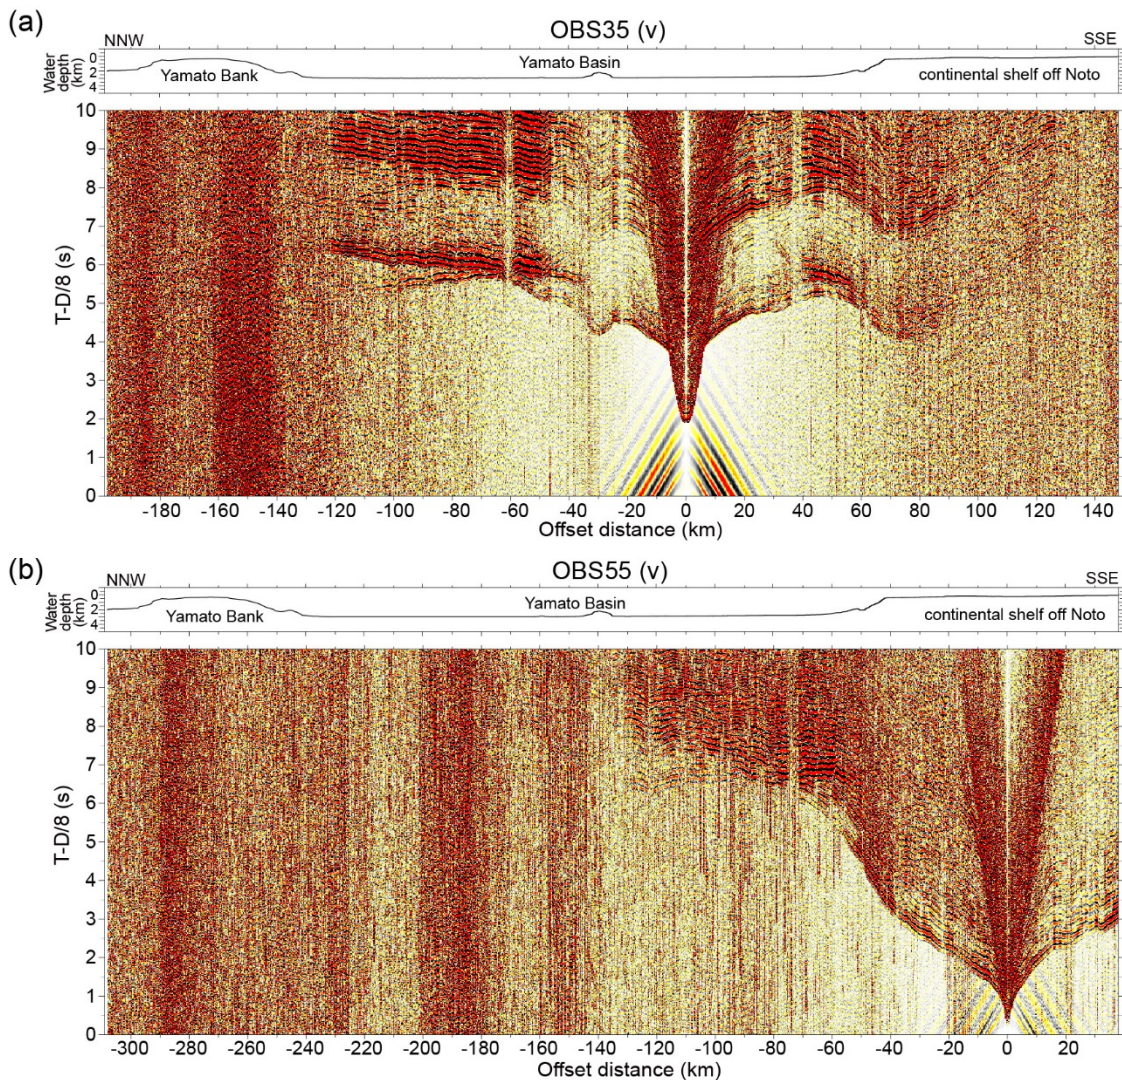 (a)
OBS35 (v)
NNW
SSE
Water depth (km)
0
2
4
Yamato Bank
Yamato Basin
continental shelf off Noto
10
9
8
7
6
5
4
3
2
1
0
T-D/8 (s)
-180 -160 -140 -120 -100 -80 -60 -40 -20 0 20 40 60 80 100 120 140
Offset distance (km)
(b)
OBS55 (v)
NNW
SSE
Water depth (km)
0
2
4
Yamato Bank
Yamato Basin
continental shelf off Noto
10
9
8
7
6
5
4
3
2
1
0
T-D/8 (s)
-300 -280 -260 -240 -220 -200 -180 -160 -140 -120 -100 -80 -60 -40 -20 0 20
Offset distance (km)